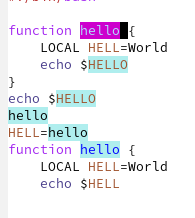 function hello {
    LOCAL HELL=World
    echo $HELLO
}
echo $HELLO
hello
HELL=hello
function hello {
    LOCAL HELL=World
    echo $HELL